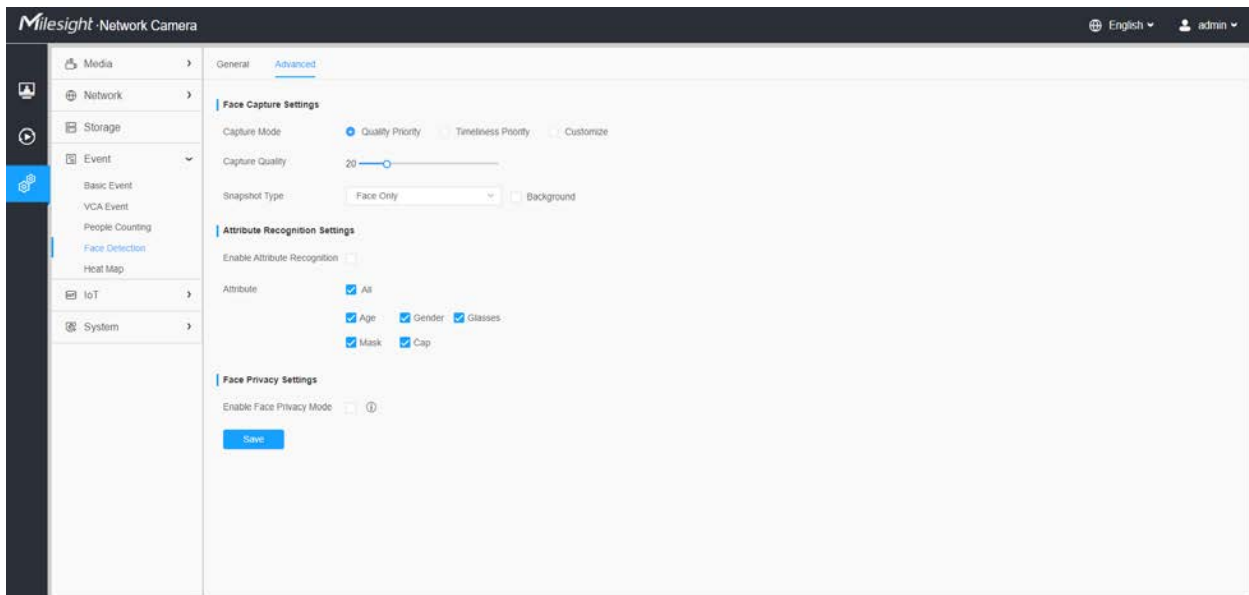 Milesight·Network Camera
English
admin
Media
Network
Storage
Event
Basic Event
VCA Event
People Counting
Face Detection
Heat Map
IoT
System
General Advanced
Face Capture Settings
Capture Mode Quality Priority Timeliness Priority Customize
Capture Quality 20
Snapshot Type Face Only Background
Attribute Recognition Settings
Enable Attribute Recognition
Attribute All
Age Gender Glasses
Mask Cap
Face Privacy Settings
Enable Face Privacy Mode
Save